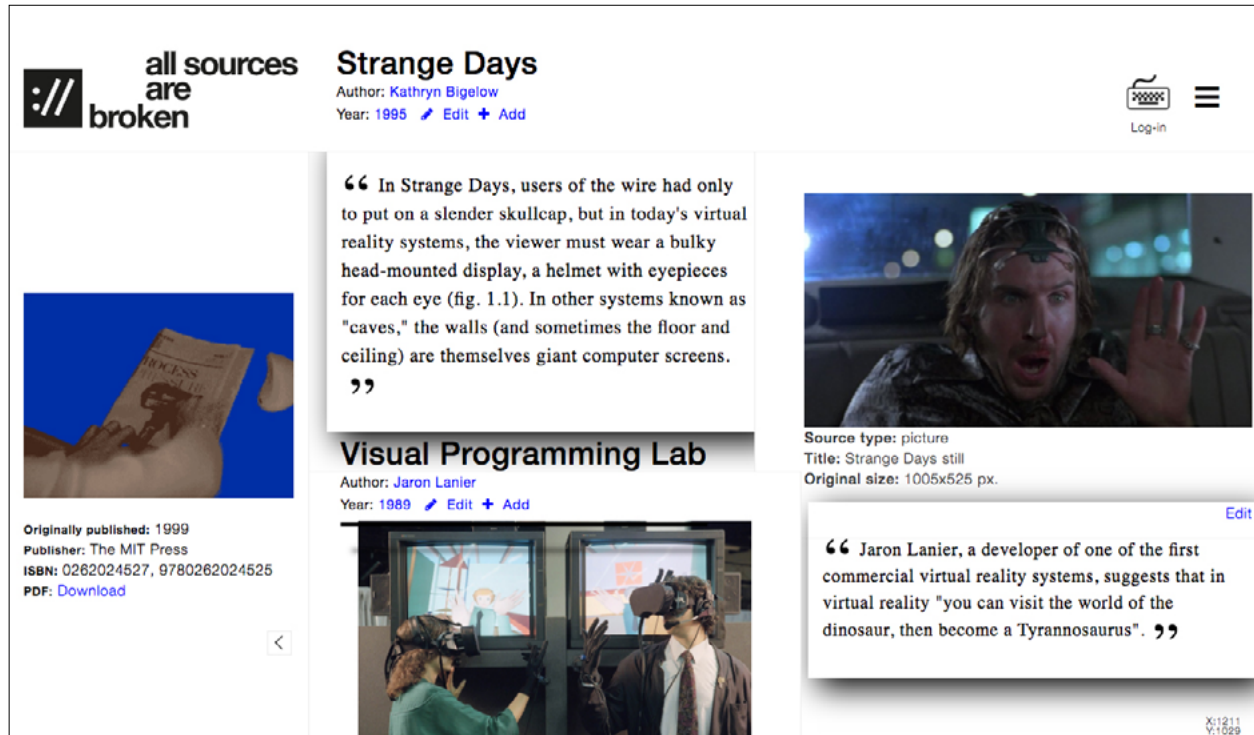 ://
all sources
are
broken
Strange Days
Author: Kathryn Bigelow
Year: 1995 Edit + Add
Log-in
“ In Strange Days, users of the wire had only
to put on a slender skullcap, but in today's virtual
reality systems, the viewer must wear a bulky
head-mounted display, a helmet with eyepieces
for each eye (fig. 1.1). In other systems known as
"caves," the walls (and sometimes the floor and
ceiling) are themselves giant computer screens.
”
PROCESS
PRESSURE
Originally published: 1999
Publisher: The MIT Press
ISBN: 0262024527, 9780262024525
PDF: Download
<
Visual Programming Lab
Author: Jaron Lanier
Year: 1989 Edit + Add
Source type: picture
Title: Strange Days still
Original size: 1005x525 px.
Edit
“ Jaron Lanier, a developer of one of the first
commercial virtual reality systems, suggests that in
virtual reality "you can visit the world of the
dinosaur, then become a Tyrannosaurus". ”
X:1211
Y:1029